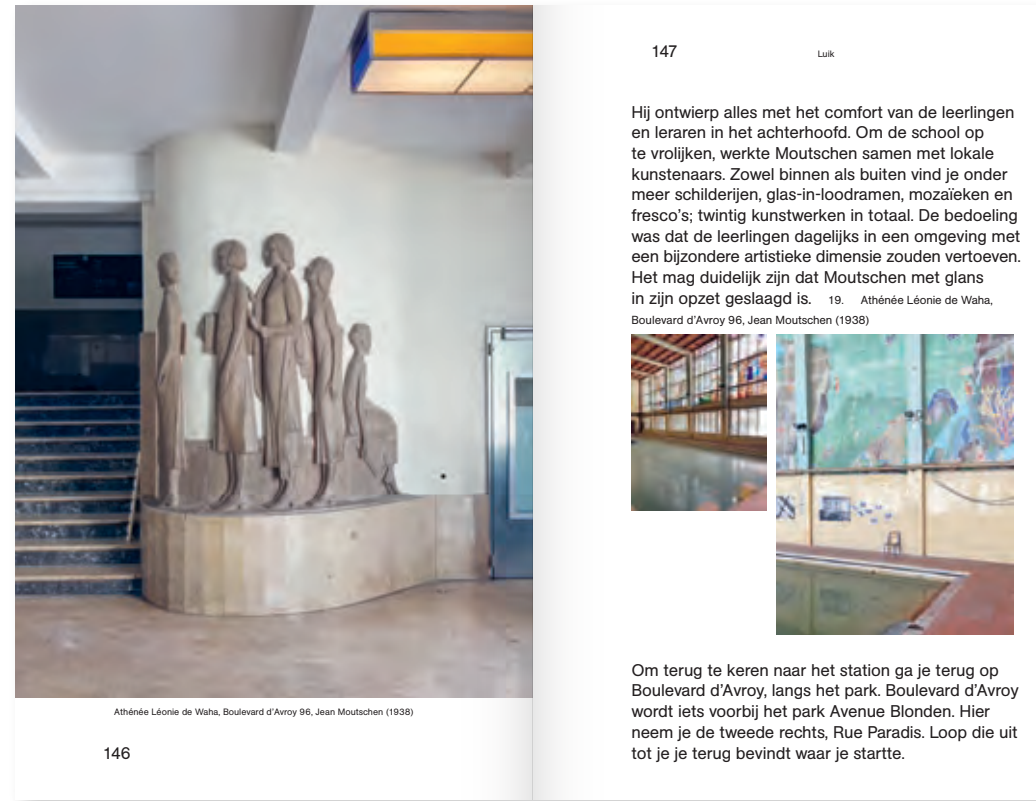 Athénée Léonie de Waha, Boulevard d'Avroy 96, Jean Moutschen (1938)
146
147
Luik
Hij ontwierp alles met het comfort van de leerlingen
en leraren in het achterhoofd. Om de school op
te vrolijken, werkte Moutschen samen met lokale
kunstenaars. Zowel binnen als buiten vind je onder
meer schilderijen, glas-in-loodramen, mozaïeken en
fresco's; twintig kunstwerken in totaal. De bedoeling
was dat de leerlingen dagelijks in een omgeving met
een bijzondere artistieke dimensie zouden vertoeven.
Het mag duidelijk zijn dat Moutschen met glans
in zijn opzet geslaagd is. 19. Athénée Léonie de Waha,
Boulevard d'Avroy 96, Jean Moutschen (1938)
Om terug te keren naar het station ga je terug op
Boulevard d'Avroy, langs het park. Boulevard d'Avroy
wordt iets voorbij het park Avenue Blonden. Hier
neem je de tweede rechts, Rue Paradis. Loop die uit
tot je je terug bevindt waar je startte.